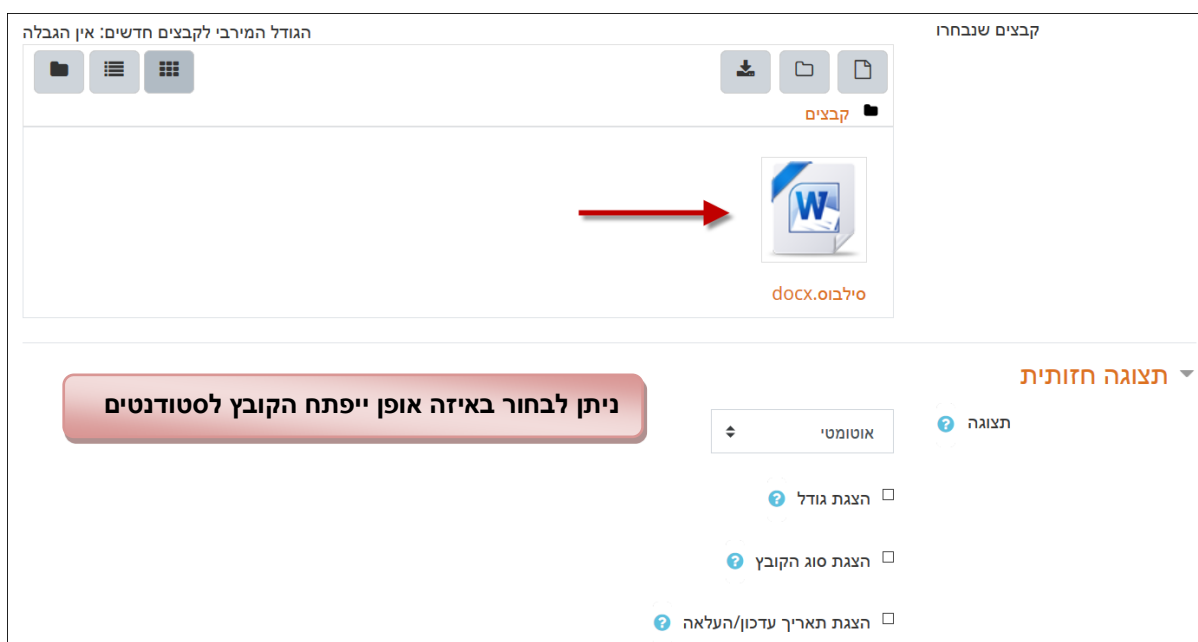 קבצים שנבחרו
הגודל המירבי לקבצים חדשים: אין הגבלה
קבצים
W
סילבוס.docx
תצוגה חזותית
ניתן לבחור באיזה אופן ייפתח הקובץ לסטודנטים
תצוגה ?
אוטומטי
הצגת גודל ?
הצגת סוג הקובץ ?
הצגת תאריך עדכון/העלאה ?